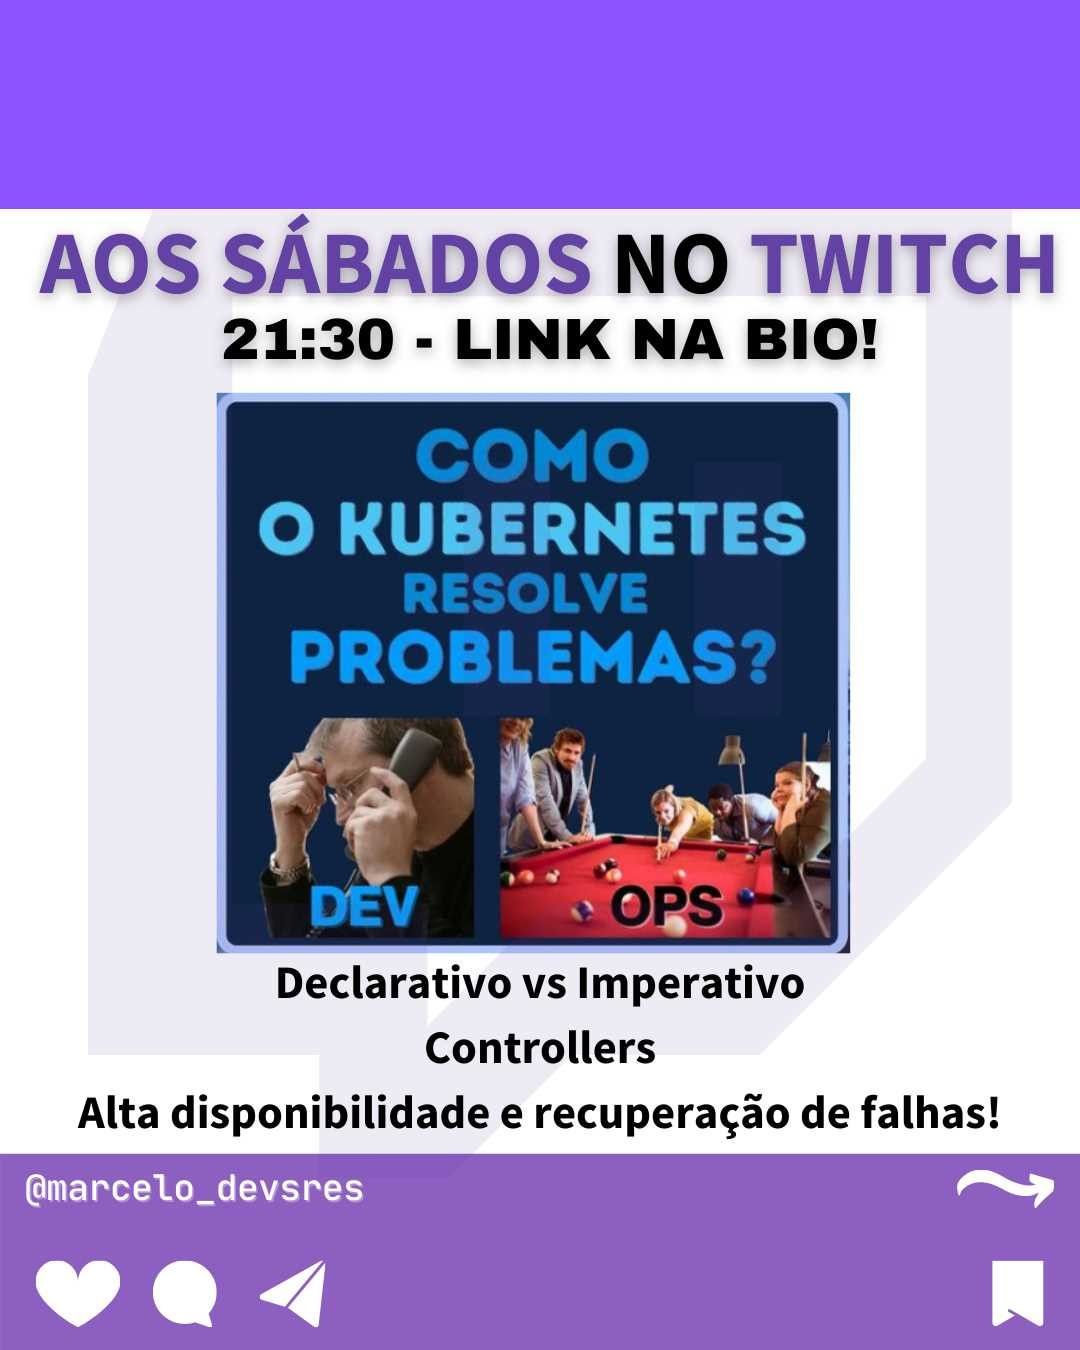 AOS SÁBADOS NO TWITCH
21:30 - LINK NA BIO!
COMO
O KUBERNETES
RESOLVE
PROBLEMAS?
DEV
OPS
Declarativo vs Imperativo
Controllers
Alta disponibilidade e recuperação de falhas!
@marcelo_devsres